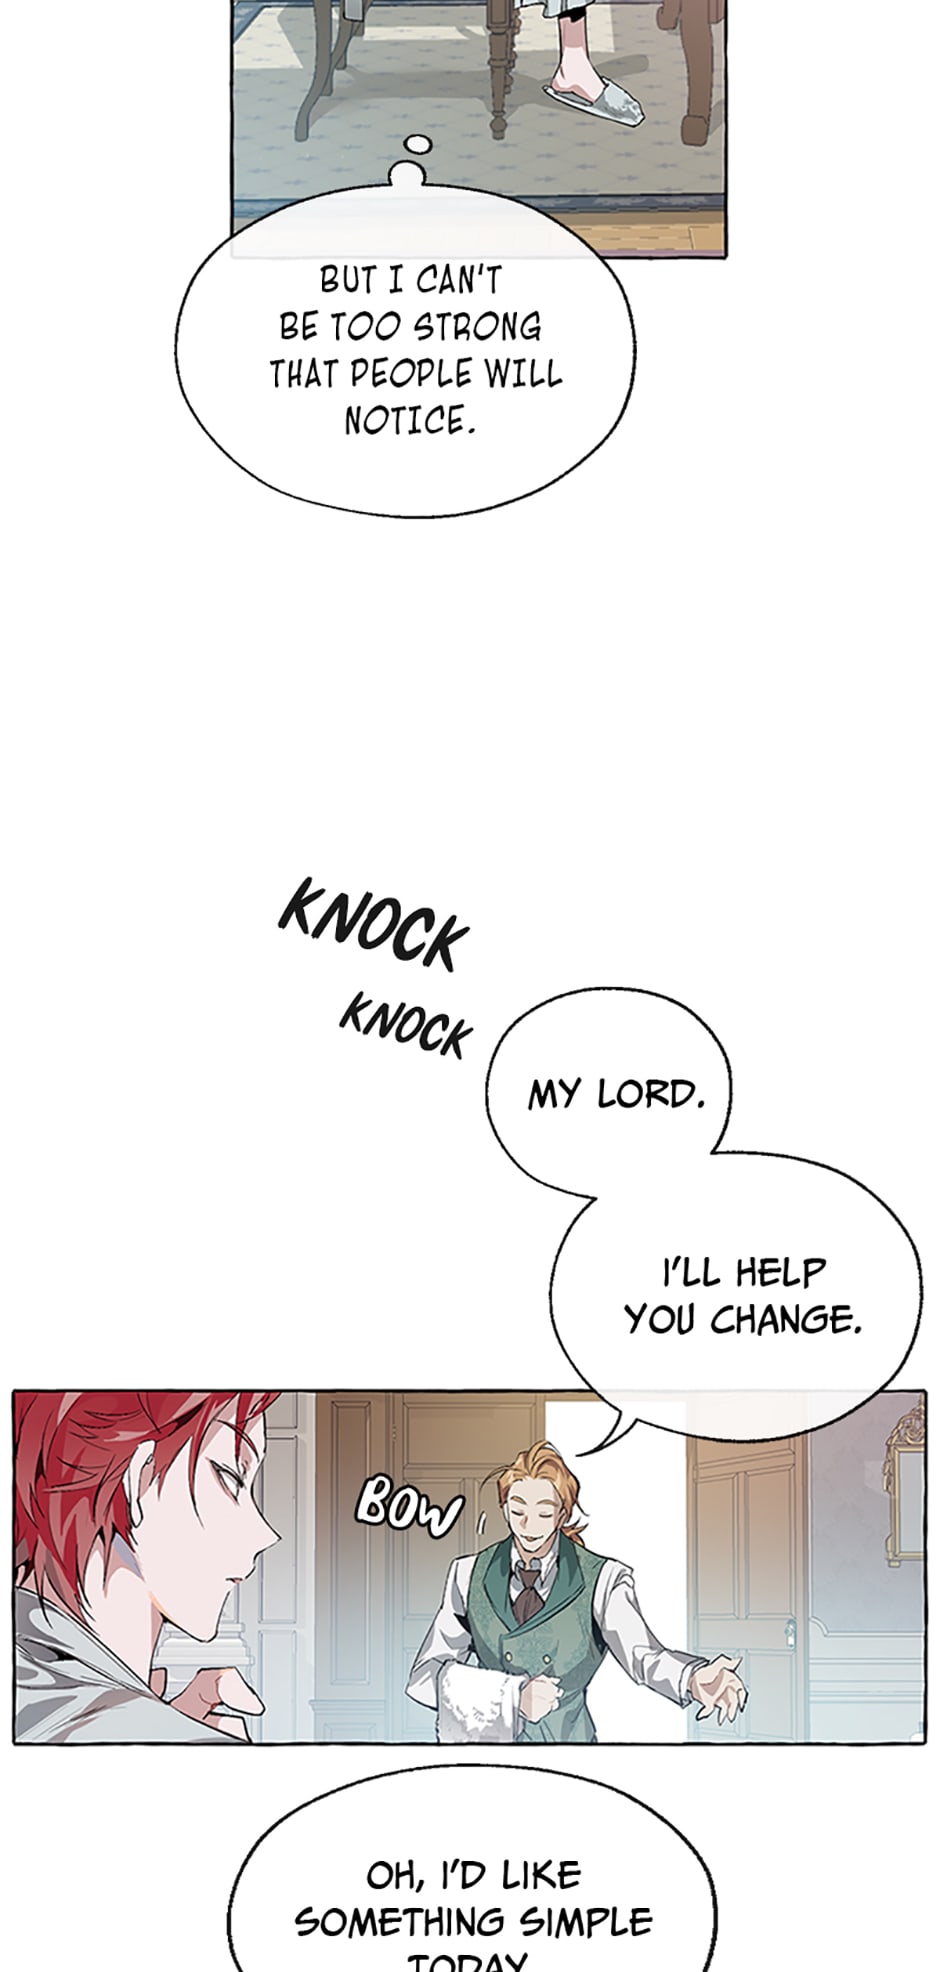 BUT I CAN'T
BE TOO STRONG
THAT PEOPLE WILL
NOTICE.
KNOCK
KNOCK
MY LORD.
I'LL HELP
YOU CHANGE.
BOW
OH, I'D LIKE
SOMETHING SIMPLE
TODAY